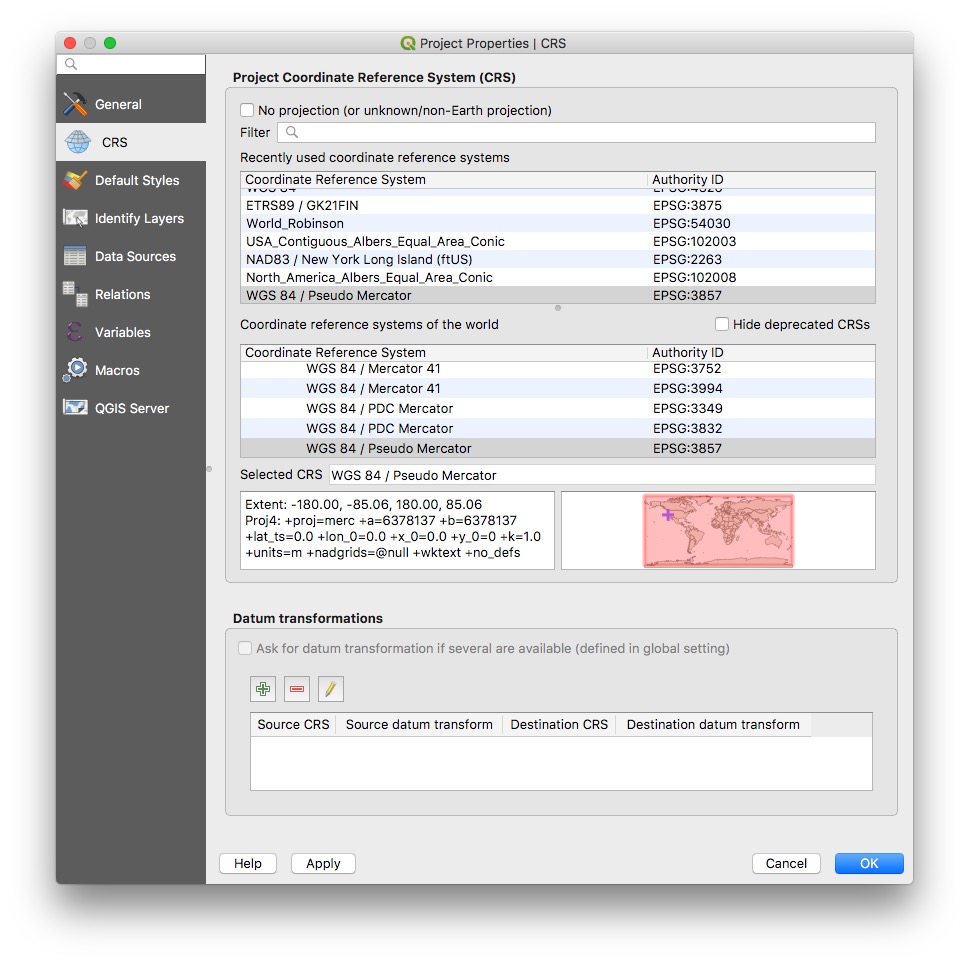 Project Properties | CRS
General
CRS
Default Styles
Identify Layers
Data Sources
Relations
Variables
Macros
QGIS Server
Project Coordinate Reference System (CRS)
No projection (or unknown/non-Earth projection)
Filter
Recently used coordinate reference systems
Coordinate Reference System Authority ID
WGS 84 EPSG:4326
ETRS89 / GK21FIN EPSG:3875
World_Robinson EPSG:54030
USA_Contiguous_Albers_Equal_Area_Conic EPSG:102003
NAD83 / New York Long Island (ftUS) EPSG:2263
North_America_Albers_Equal_Area_Conic EPSG:102008
WGS 84 / Pseudo Mercator EPSG:3857
Coordinate reference systems of the world Hide deprecated CRSs
Coordinate Reference System Authority ID
WGS 84 / Mercator 41 EPSG:3752
WGS 84 / Mercator 41 EPSG:3994
WGS 84 / PDC Mercator EPSG:3349
WGS 84 / PDC Mercator EPSG:3832
WGS 84 / Pseudo Mercator EPSG:3857
Selected CRS WGS 84 / Pseudo Mercator
Extent: -180.00, -85.06, 180.00, 85.06
Proj4: +proj=merc +a=6378137 +b=6378137
+lat_ts=0.0 +lon_0=0.0 +x_0=0.0 +y_0=0 +k=1.0
+units=m +nadgrids=@null +wktext +no_defs
Datum transformations
Ask for datum transformation if several are available (defined in global setting)
Source CRS Source datum transform Destination CRS Destination datum transform
Help Apply Cancel OK